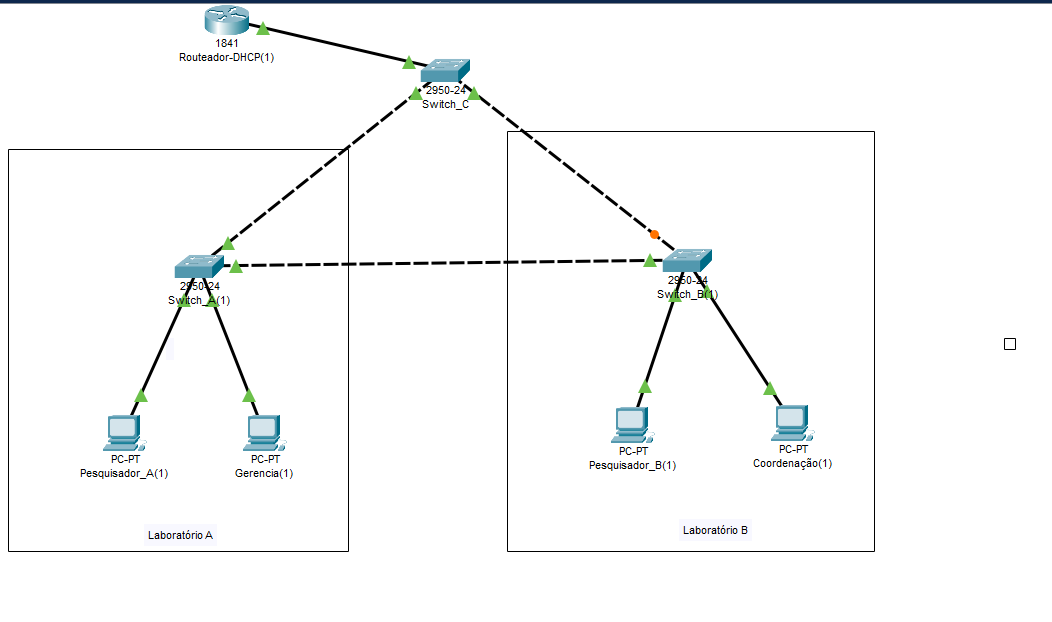 1841
Routeador-DHCP(1)
2950-24
Switch_C
2950-24
Switch_A(1)
2950-24
Switch_B(1)
PC-PT
Pesquisador_A(1)
PC-PT
Gerencia(1)
PC-PT
Pesquisador_B(1)
PC-PT
Coordenação(1)
Laboratório A
Laboratório B